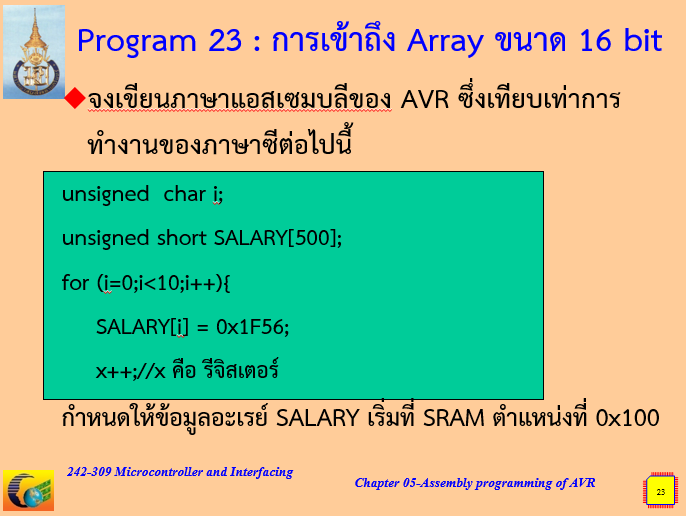 Program 23 : การเข้าถึง Array ขนาด 16 bit
จงเขียนภาษาแอสเซมบลีของ AVR ซึ่งเทียบเท่าการ
ทำงานของภาษาซีต่อไปนี้
unsigned char i;
unsigned short SALARY[500];
for (i=0;i<10;i++){
SALARY[i] = 0x1F56;
x++;//x คือ รีจิสเตอร์
กำหนดให้ข้อมูลอะเรย์ SALARY เริ่มที่ SRAM ตำแหน่งที่ 0x100
242-309 Microcontroller and Interfacing
Chapter 05-Assembly programming of AVR
23